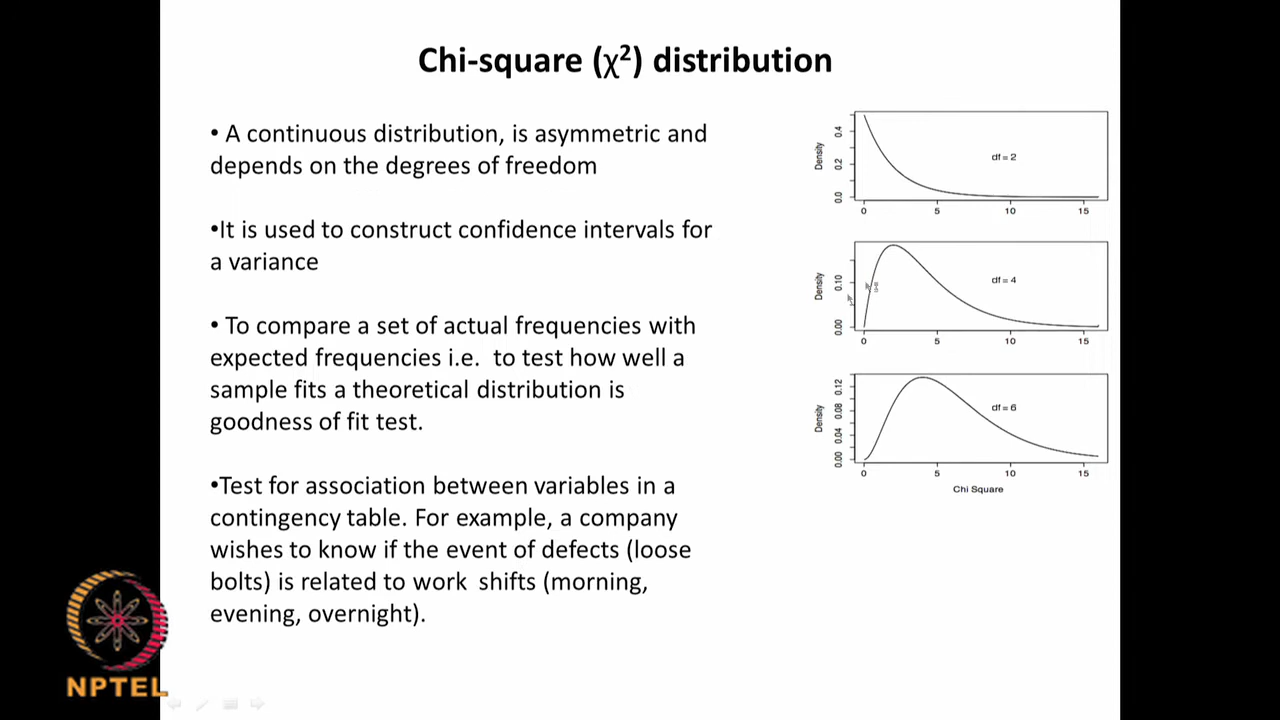 Chi-square (χ²) distribution
• A continuous distribution, is asymmetric and
depends on the degrees of freedom
•It is used to construct confidence intervals for
a variance
• To compare a set of actual frequencies with
expected frequencies i.e. to test how well a
sample fits a theoretical distribution is
goodness of fit test.
•Test for association between variables in a
contingency table. For example, a company
wishes to know if the event of defects (loose
bolts) is related to work shifts (morning,
evening, overnight).
Density
0.0 0.2 0.4
df = 2
0 5 10 15
Density
0.00 0.10
df = 4
0 5 10 15
Density
0.00 0.04 0.08 0.12
df = 6
0 5 10 15
Chi Square
NPTEL